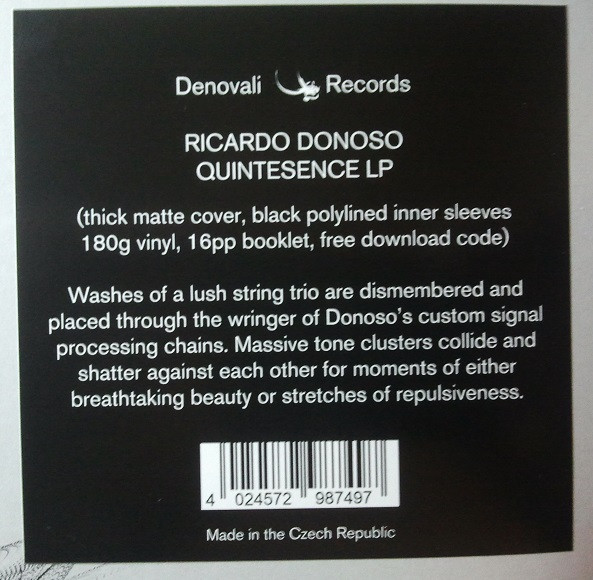 Denovali Records
RICARDO DONOSO
QUINTESENCE LP
(thick matte cover, black polylined inner sleeves
180g vinyl, 16pp booklet, free download code)
Washes of a lush string trio are dismembered and
placed through the wringer of Donoso's custom signal
processing chains. Massive tone clusters collide and
shatter against each other for moments of either
breathtaking beauty or stretches of repulsiveness.
4 024572 987497
Made in the Czech Republic